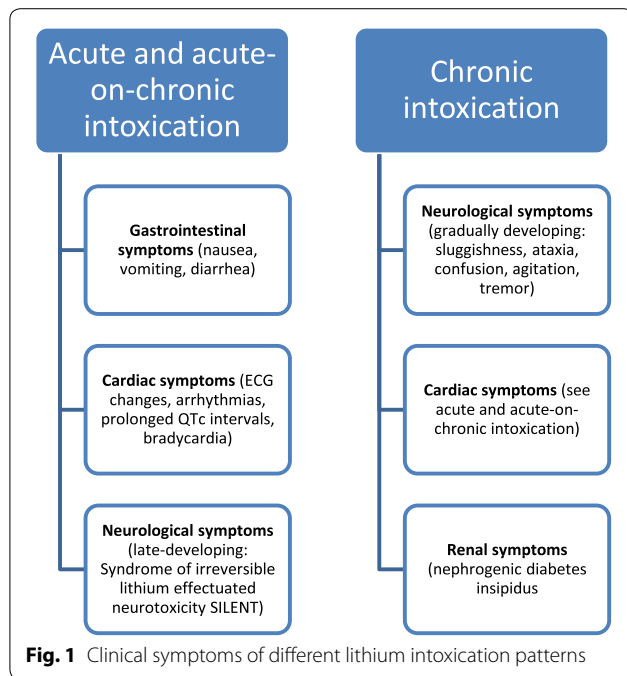 Acute and acute-
on-chronic
intoxication
Gastrointestinal
symptoms (nausea,
vomiting, diarrhea)
Cardiac symptoms (ECG
changes, arrhythmias,
prolonged QTc intervals,
bradycardia)
Neurological symptoms
(late-developing:
Syndrome of irreversible
lithium effectuated
neurotoxicity SILENT)
Chronic
intoxication
Neurological symptoms
(gradually developing:
sluggishness, ataxia,
confusion, agitation,
tremor)
Cardiac symptoms (see
acute and acute-on-
chronic intoxication)
Renal symptoms
(nephrogenic diabetes
insipidus
Fig. 1 Clinical symptoms of different lithium intoxication patterns